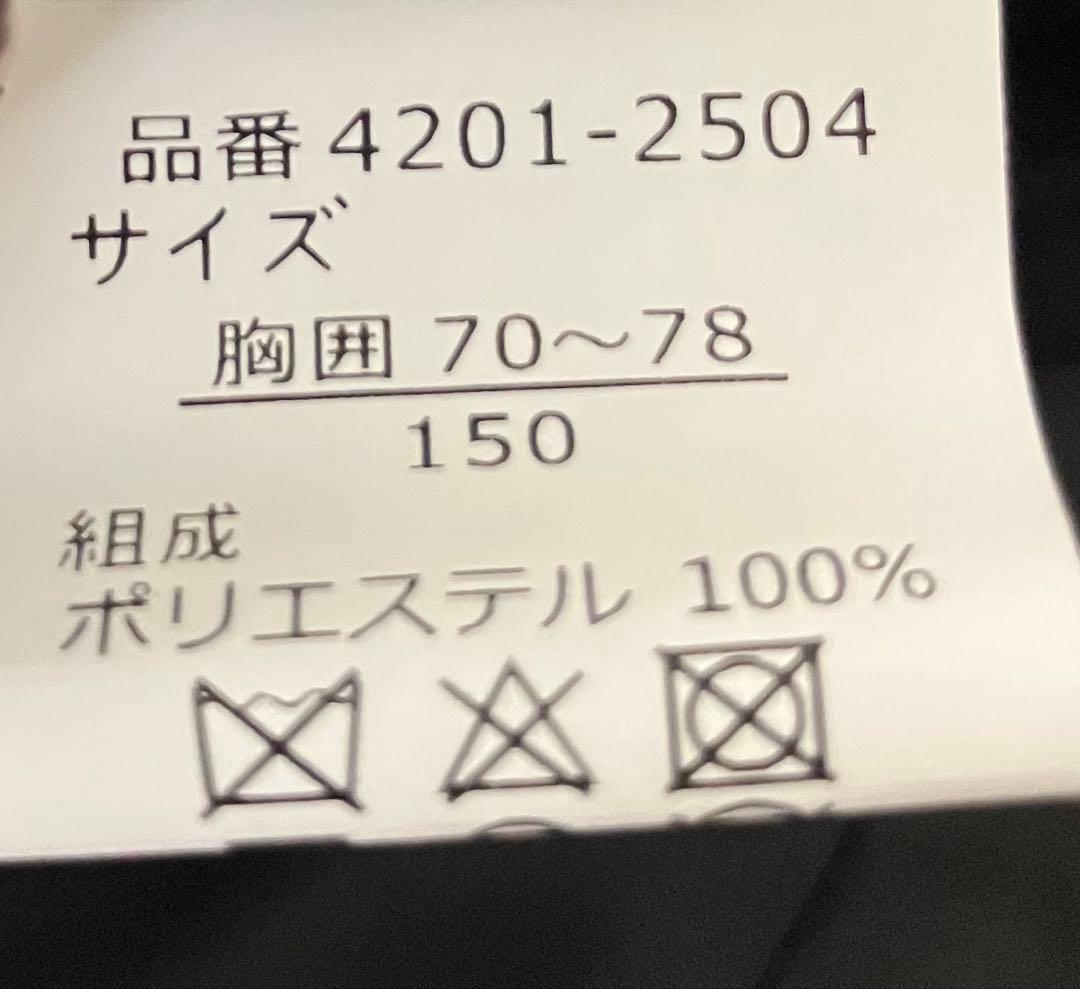 品番 4201-2504
サイズ
胸囲 70～78
150
組成
ポリエステル 100%